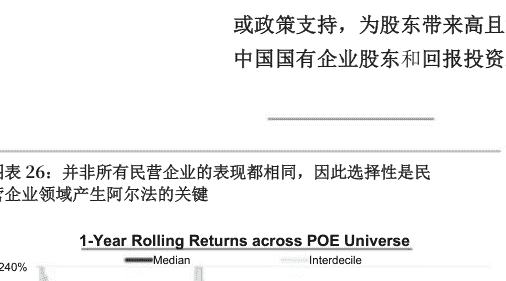 或政策支持，为股东带来高且
中国国有企业股东和回报投资
图表 26：并非所有民营企业的表现都相同，因此选择性是民
营企业领域产生阿尔法的关键
1-Year Rolling Returns across POE Universe
Median Interdecile
240%